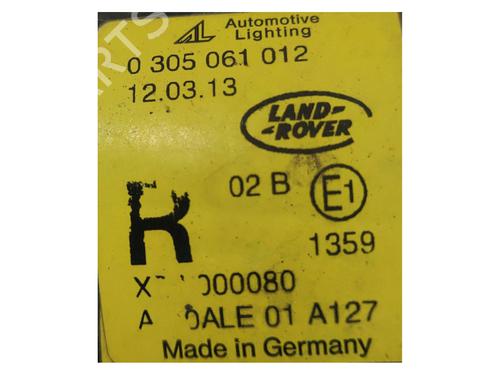 AL Automotive
Lighting
0 305 061 012
12.03.13
LAND-
-ROVER
02 B E1
R
1359
000080
01 A127
Made in Germany